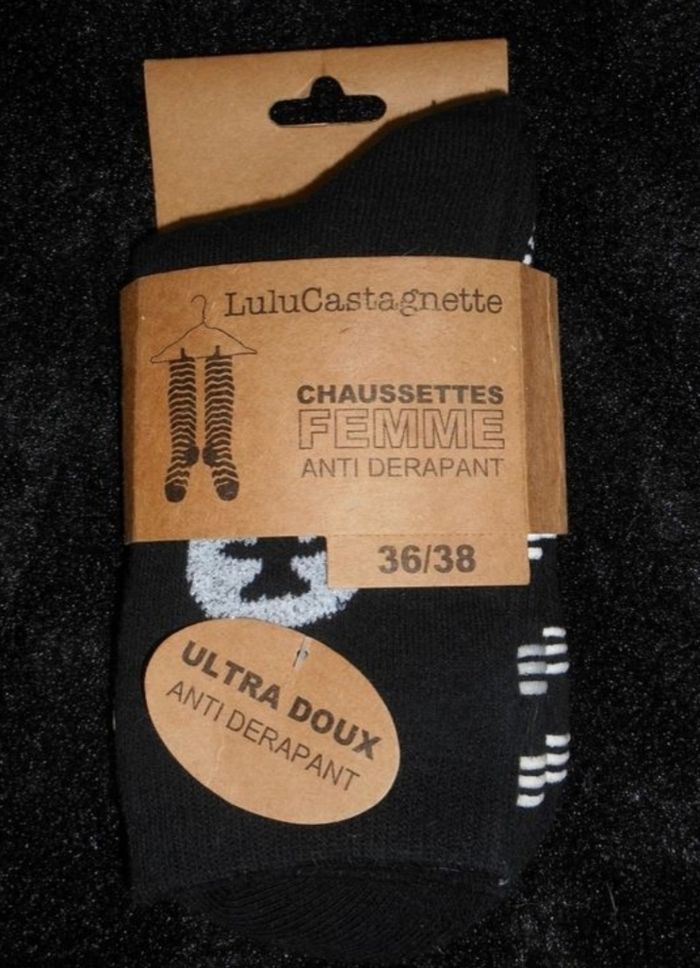 LuluCastagnette
CHAUSSETTES
FEMME
ANTI DERAPANT
36/38
ULTRA DOUX
ANTI DERAPANT